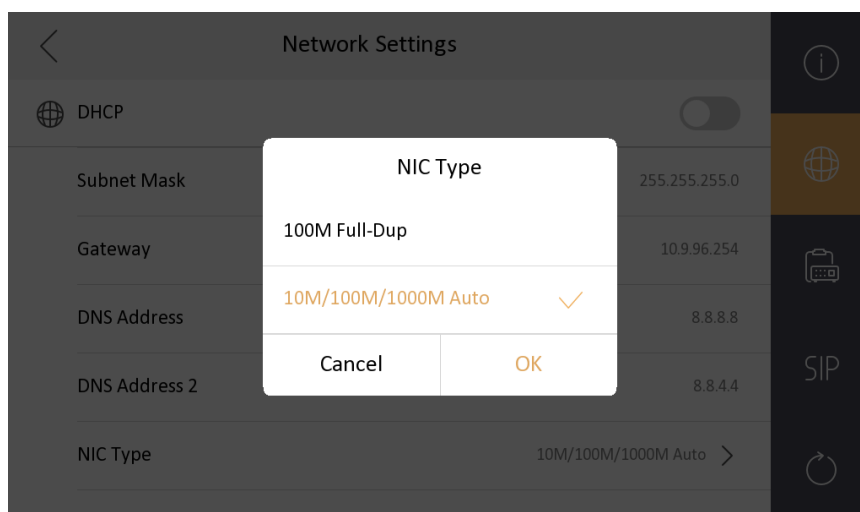 Network Settings
DHCP
Subnet Mask 255.255.255.0
Gateway 10.9.96.254
DNS Address 8.8.8.8
DNS Address 2 8.8.4.4
NIC Type 10M/100M/1000M Auto
NIC Type
100M Full-Dup
10M/100M/1000M Auto
Cancel OK
i
SIP